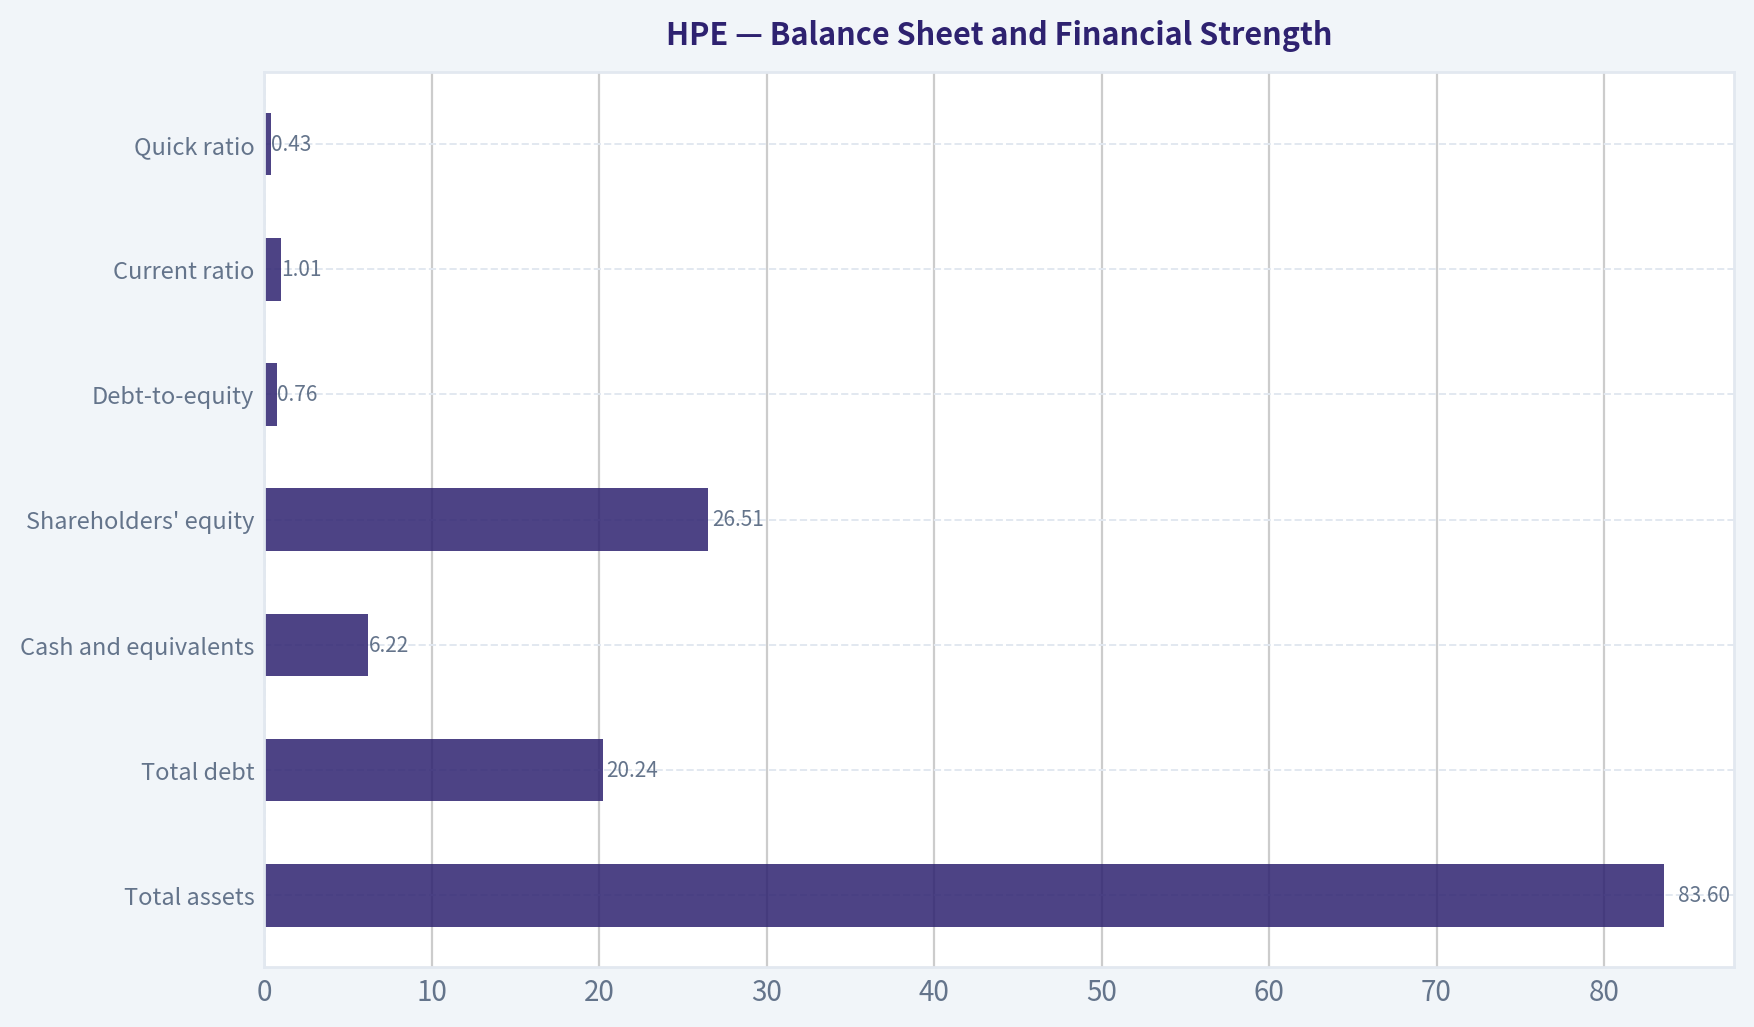 HPE — Balance Sheet and Financial Strength
Quick ratio 0.43
Current ratio 1.01
Debt-to-equity 0.76
Shareholders' equity 26.51
Cash and equivalents 6.22
Total debt 20.24
Total assets 83.60
0 10 20 30 40 50 60 70 80